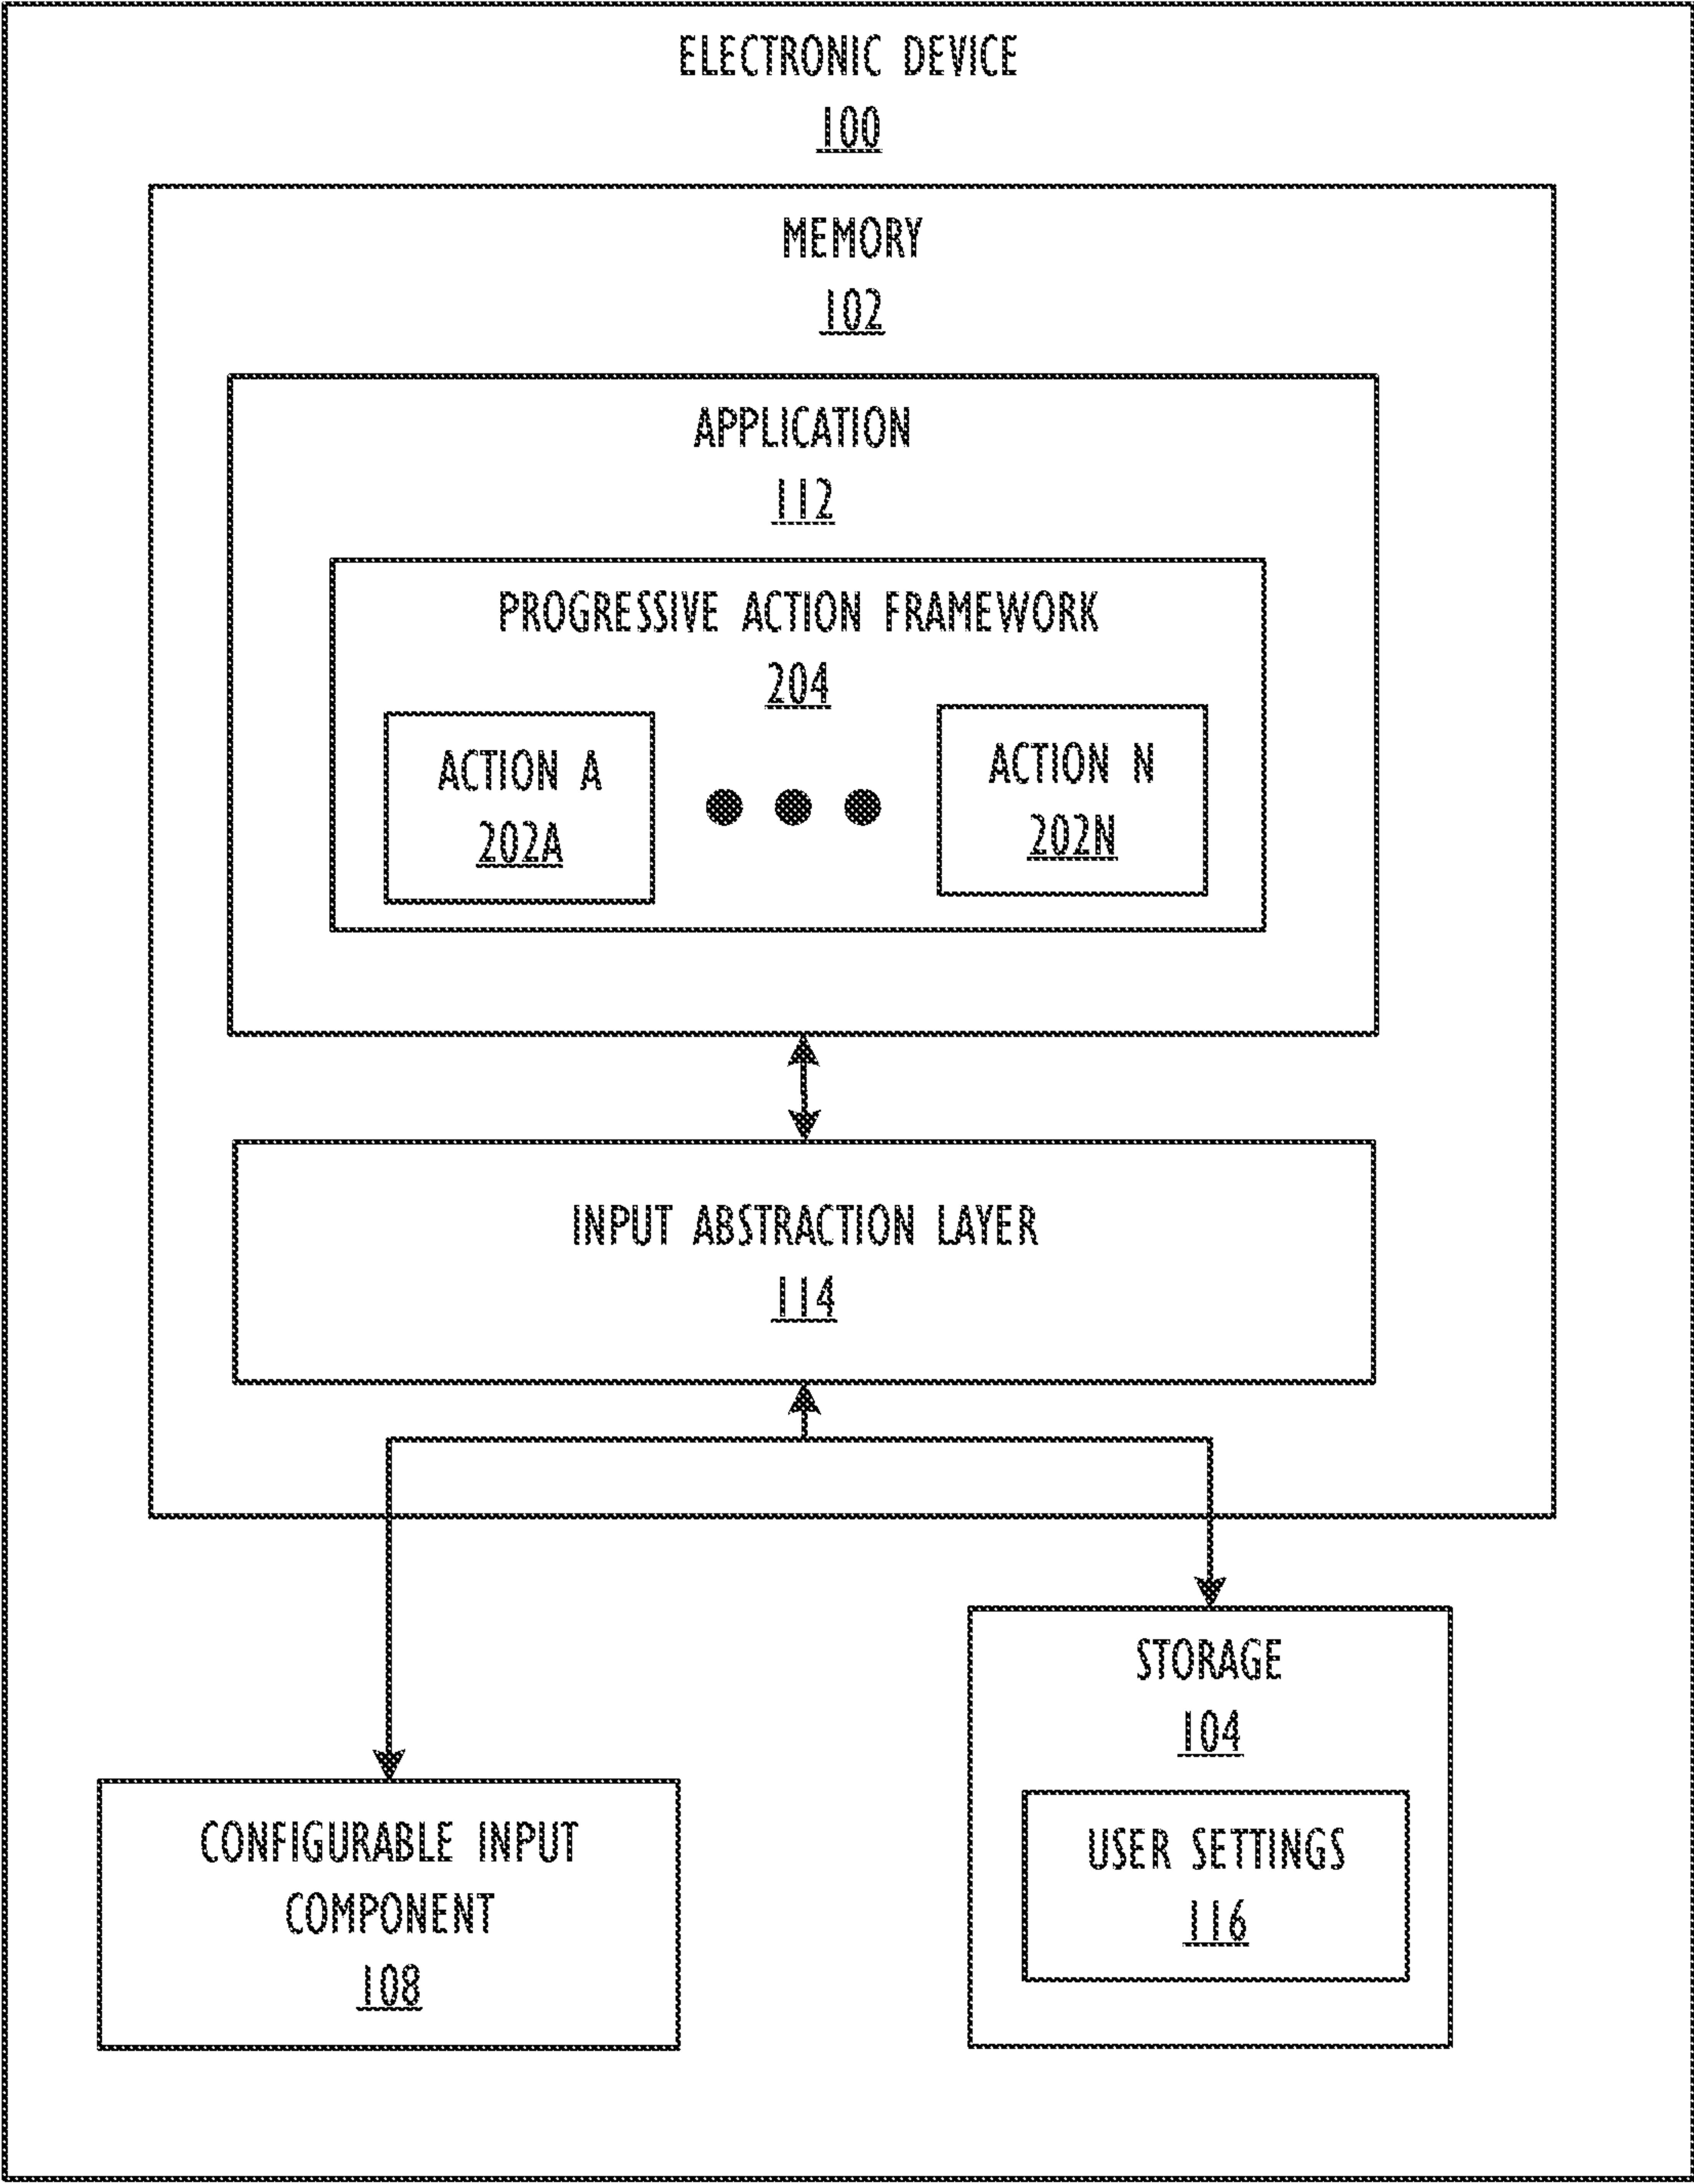 ELECTRONIC DEVICE
100
MEMORY
102
APPLICATION
112
PROGRESSIVE ACTION FRAMEWORK
204
ACTION A
202A
ACTION N
202N
INPUT ABSTRACTION LAYER
114
STORAGE
104
USER SETTINGS
116
CONFIGURABLE INPUT
COMPONENT
108